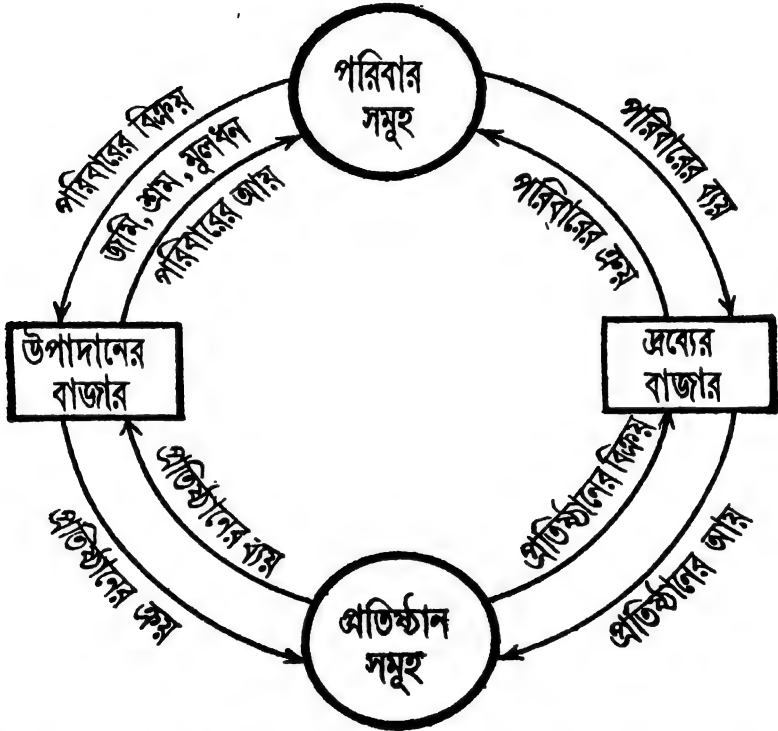 পরিবার
সমূহ
পরিবারের বিক্রয়
জমি, শ্রম, মূলধন
পরিবারের আয়
পরিবারের ব্যয়
পরিবারের ক্রয়
উপাদানের
বাজার
দ্রব্যের
বাজার
প্রতিষ্ঠানের ব্যয়
প্রতিষ্ঠানের ক্রয়
প্রতিষ্ঠানের বিক্রয়
প্রতিষ্ঠানের আয়
প্রতিষ্ঠান
সমূহ